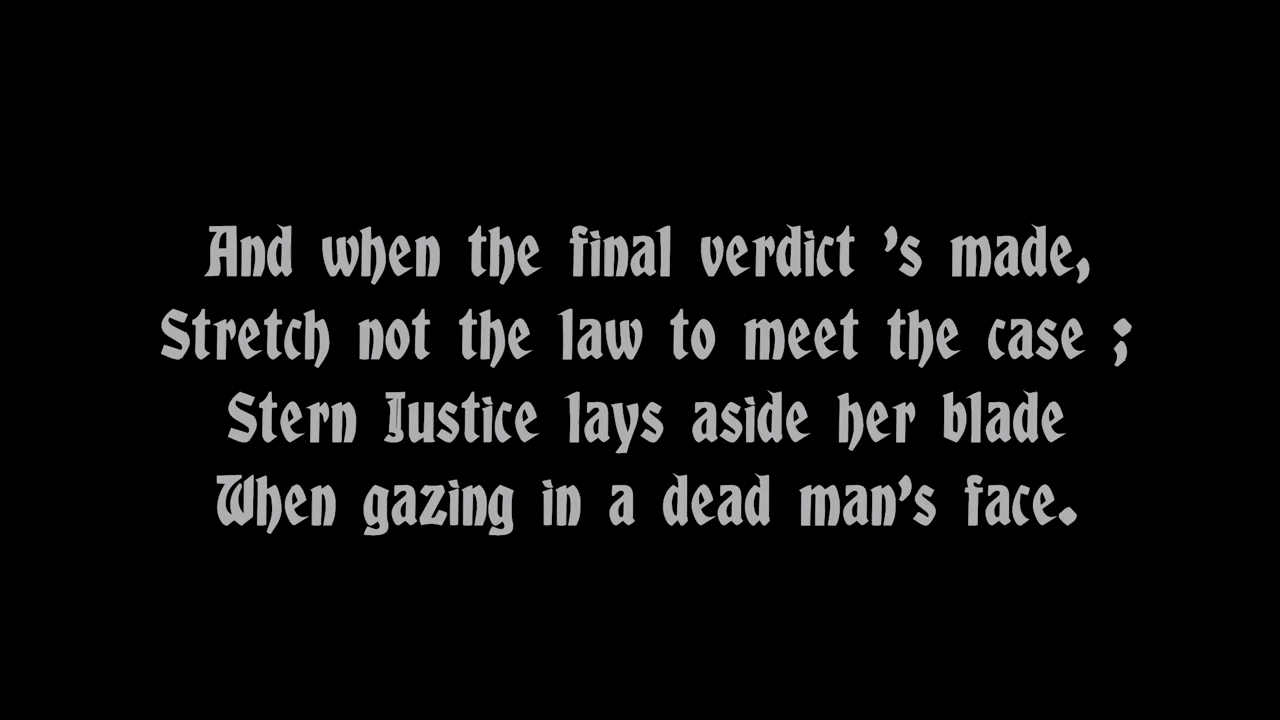 And when the final verdict 's made,
Stretch not the law to meet the case ;
Stern Justice lays aside her blade
When gazing in a dead man's face.